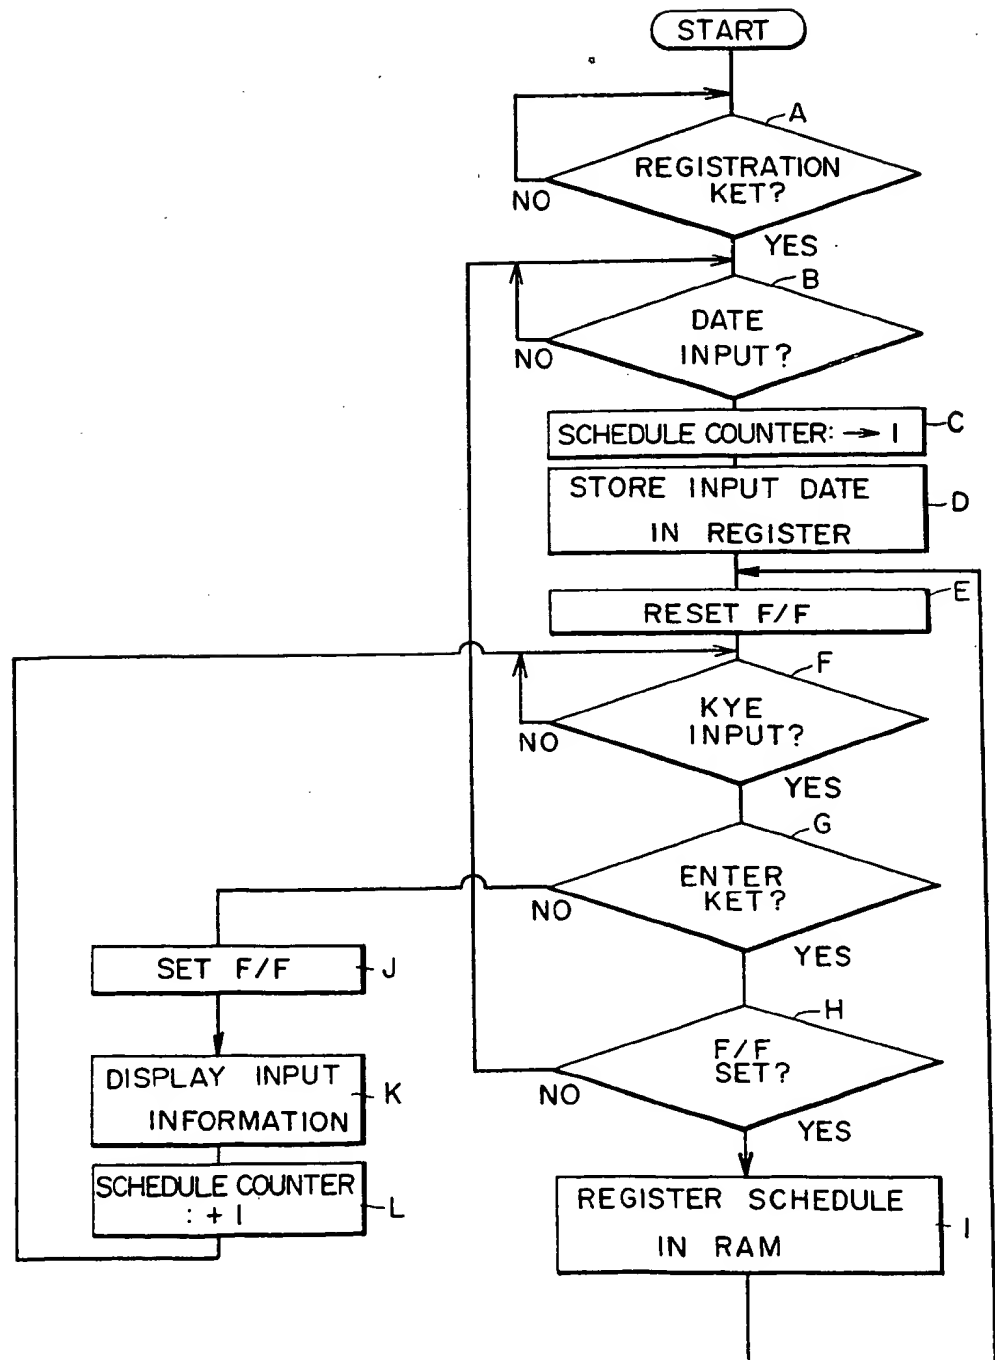 START
A
REGISTRATION
KET?
NO
YES
B
DATE
INPUT?
NO
C
SCHEDULE COUNTER: → 1
STORE INPUT DATE
IN REGISTER
D
E
RESET F/F
F
KYE
INPUT?
NO
YES
G
ENTER
KET?
NO
YES
SET F/F
J
H
F/F
SET?
NO
YES
DISPLAY INPUT
INFORMATION
K
SCHEDULE COUNTER
: + 1
L
REGISTER SCHEDULE
IN RAM
I